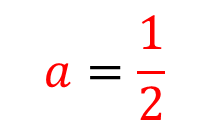 a = 1/2